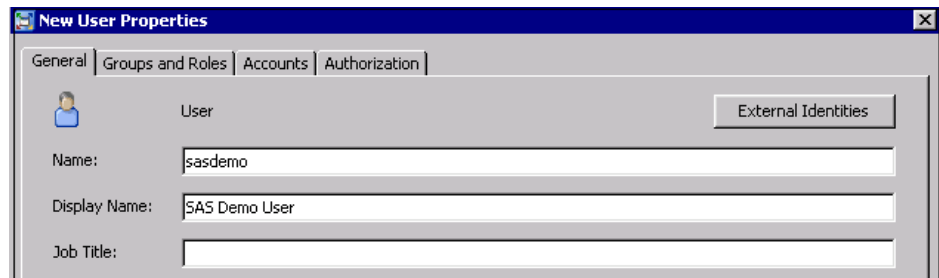 New User Properties
General Groups and Roles Accounts Authorization
User External Identities
Name: sasdemo
Display Name: SAS Demo User
Job Title: